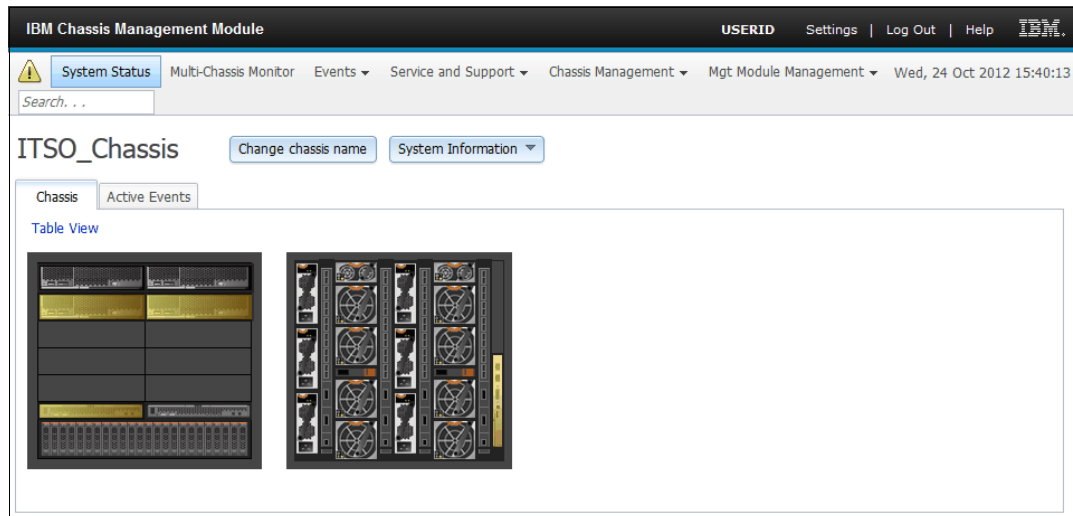 IBM Chassis Management Module USERID Settings | Log Out | Help IBM.
System Status Multi-Chassis Monitor Events Service and Support Chassis Management Mgt Module Management Wed, 24 Oct 2012 15:40:13
Search. . .
ITSO_Chassis Change chassis name System Information
Chassis Active Events
Table View